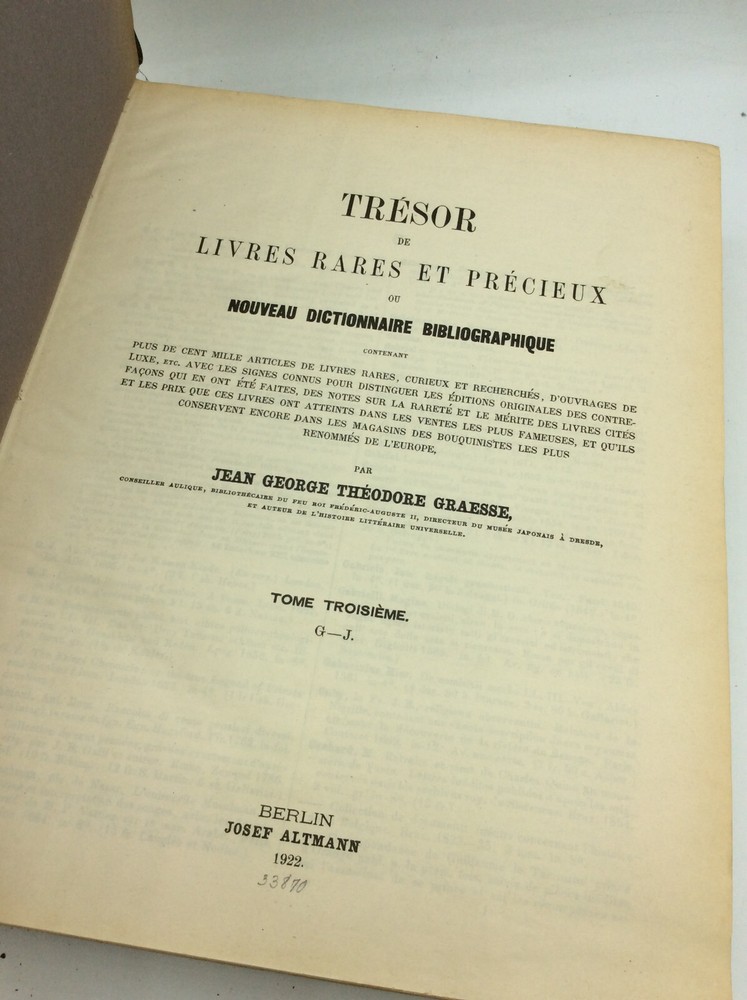 TRÉSOR
DE
LIVRES RARES ET PRÉCIEUX
OU
NOUVEAU DICTIONNAIRE BIBLIOGRAPHIQUE
CONTENANT
PLUS DE CENT MILLE ARTICLES DE LIVRES RARES, CURIEUX ET RECHERCHÉS, D'OUVRAGES DE
LUXE, ETC. AVEC LES SIGNES CONNUS POUR DISTINGUER LES ÉDITIONS ORIGINALES DES CONTRE-
FAÇONS QUI EN ONT ÉTÉ FAITES, DES NOTES SUR LA RARETÉ ET LE MÉRITE DES LIVRES CITÉS
ET LES PRIX QUE CES LIVRES ONT ATTEINTS DANS LES VENTES LES PLUS FAMEUSES, ET QU'ILS
CONSERVENT ENCORE DANS LES MAGASINS DES BOUQUINISTES LES PLUS
RENOMMÉS DE L'EUROPE,
PAR
JEAN GEORGE THÉODORE GRAESSE,
CONSEILLER AULIQUE, BIBLIOTHÉCAIRE DU FEU ROI FRÉDÉRIC-AUGUSTE II, DIRECTEUR DU MUSÉE JAPONAIS À DRESDE,
ET AUTEUR DE L'HISTOIRE LITTÉRAIRE UNIVERSELLE.
TOME TROISIÈME.
G—J.
BERLIN
JOSEF ALTMANN
1922.
33870